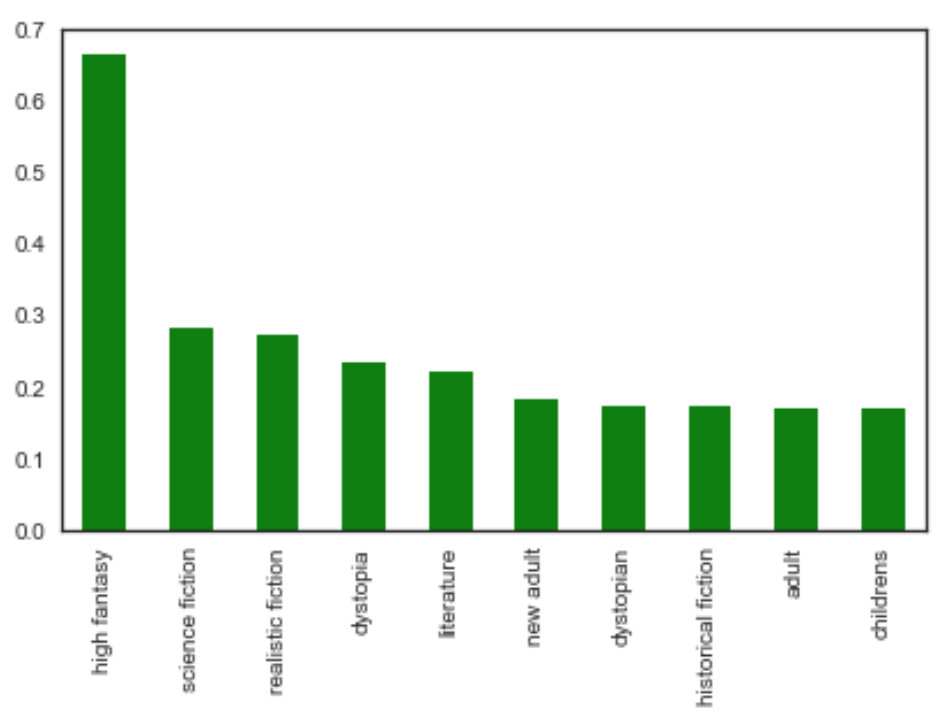 0.7
0.6
0.5
0.4
0.3
0.2
0.1
0.0
high fantasy
science fiction
realistic fiction
dystopia
literature
new adult
dystopian
historical fiction
adult
childrens